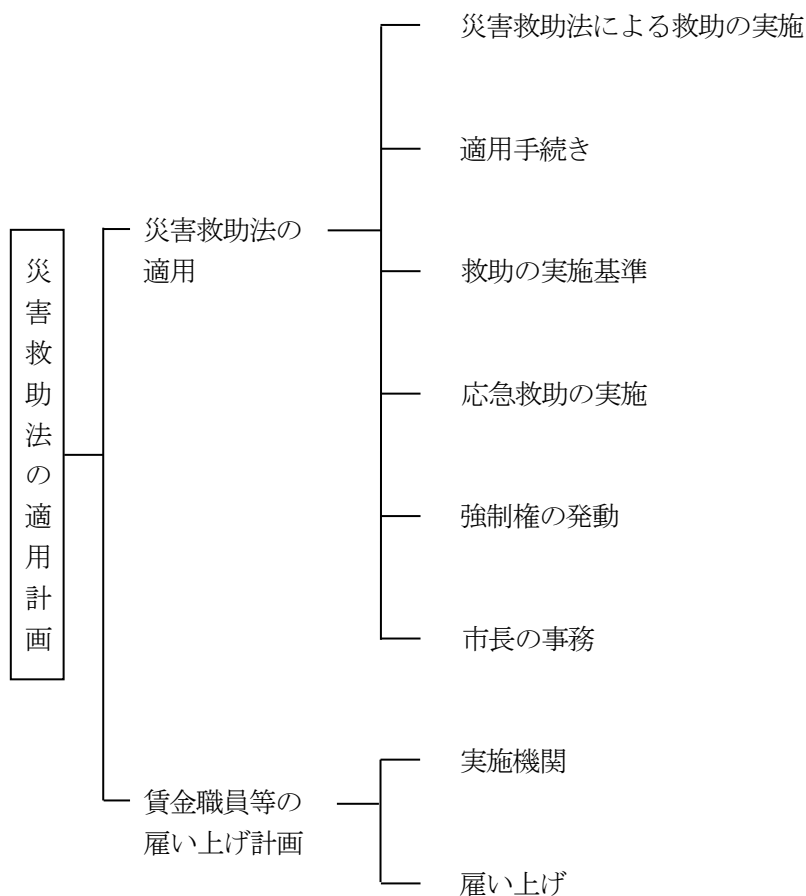 災害救助法の適用計画
災害救助法の
適用
災害救助法による救助の実施
適用手続き
救助の実施基準
応急救助の実施
強制権の発動
市長の事務
賃金職員等の
雇い上げ計画
実施機関
雇い上げ